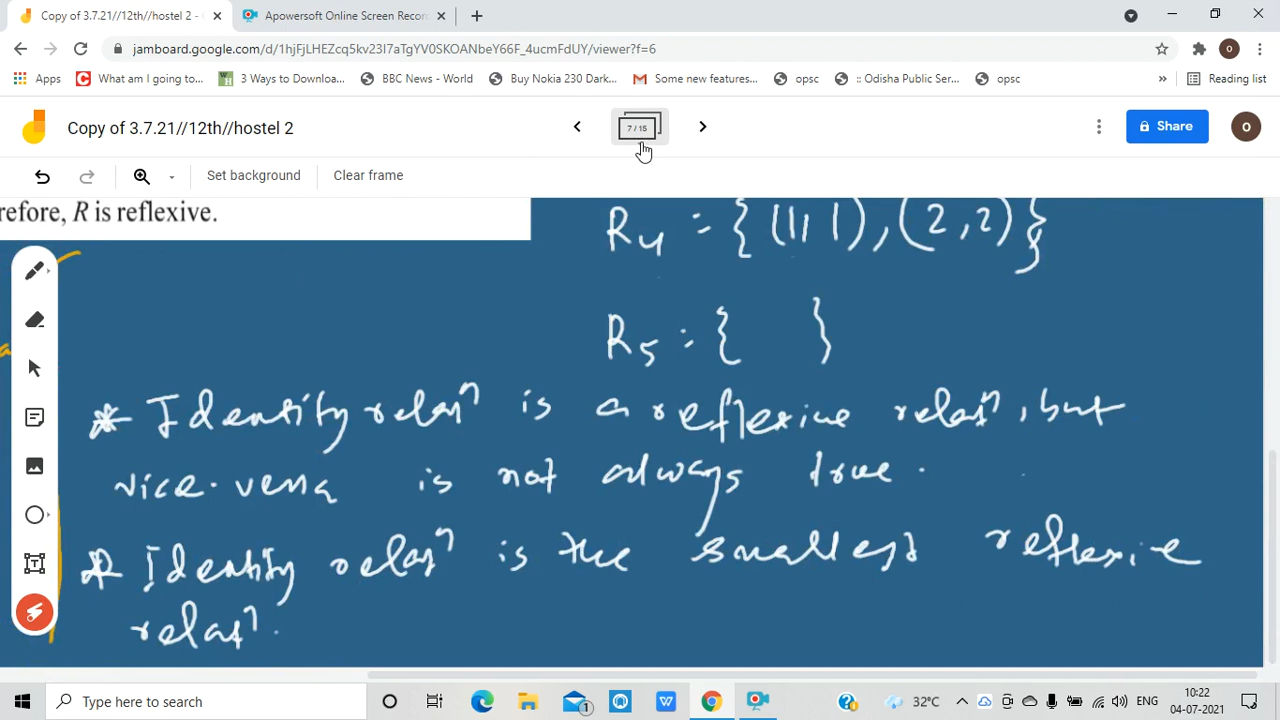 Copy of 3.7.21//12th//hostel 2 -
Apowersoft Online Screen Recor
jamboard.google.com/d/1hjFjLHEZcq5kv23I7aTgYV0SKOANbeY66F_4ucmFdUY/viewer?f=6
O
Apps
What am I going to...
3 Ways to Downloa...
BBC News - World
Buy Nokia 230 Dark...
Some new features...
opsc
:: Odisha Public Ser...
opsc
»
Reading list
Copy of 3.7.21//12th//hostel 2
7 / 15
Share
O
Set background
Clear frame
refore, R is reflexive.
R4 = {(1,1),(2,2)}
R5 = { }
* Identity relaⁿ is a reflexive relaⁿ, but
vice-versa is not always true.
* Identity relaⁿ is the smallest reflexive
relaⁿ.
Type here to search
1
32°C
ENG
10:22
04-07-2021